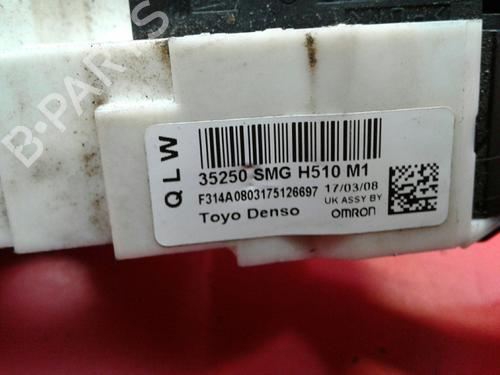 B-PARTS
QLW
35250 SMG H510 M1
F314A0803175126697 17/03/08
Toyo Denso UK ASSY BY OMRON